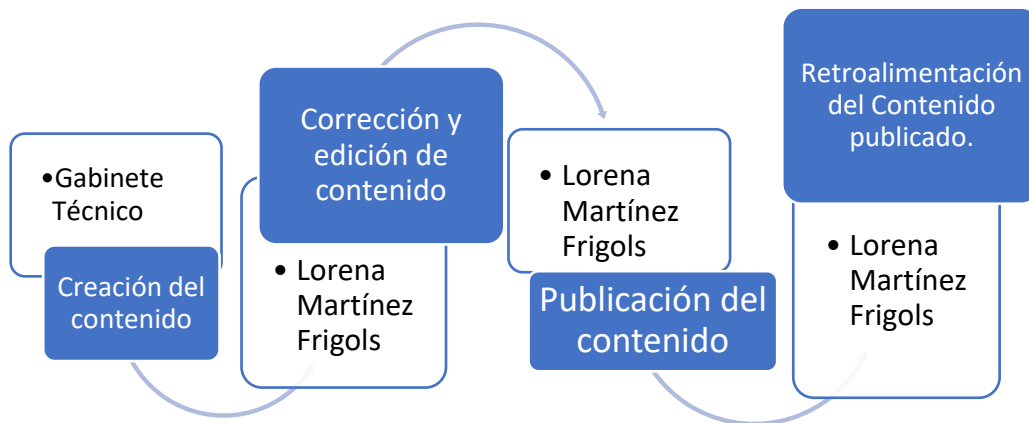 •Gabinete
Técnico
Creación del
contenido
Corrección y
edición de
contenido
• Lorena
Martínez
Frigols
• Lorena
Martínez
Frigols
Publicación del
contenido
Retroalimentación
del Contenido
publicado.
• Lorena
Martínez
Frigols